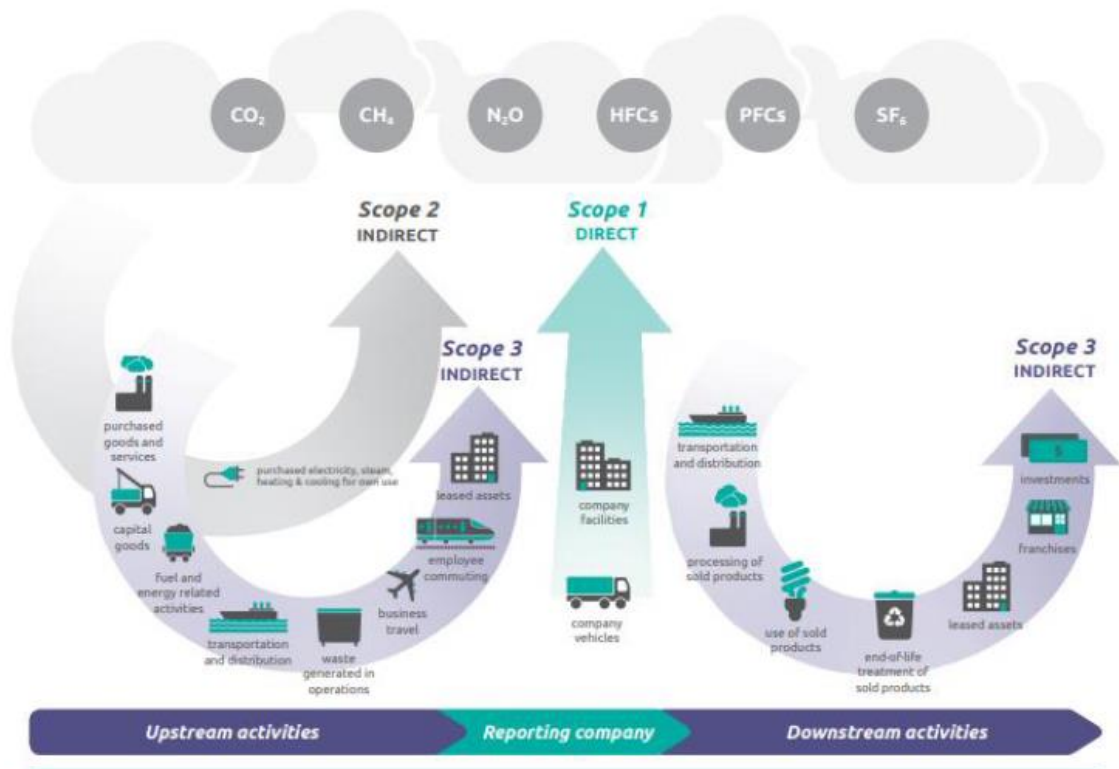 CO₂
CH₄
N₂O
HFCs
PFCs
SF₆
Scope 2
INDIRECT
Scope 1
DIRECT
Scope 3
INDIRECT
Scope 3
INDIRECT
purchased
goods and
services
capital
goods
fuel and
energy related
activities
purchased electricity, steam,
heating & cooling for own use
transportation
and distribution
waste
generated in
operations
business
travel
employee
commuting
leased assets
company
facilities
company
vehicles
transportation
and distribution
processing of
sold products
use of sold
products
end-of-life
treatment of
sold products
leased assets
franchises
$
investments
Upstream activities
Reporting company
Downstream activities